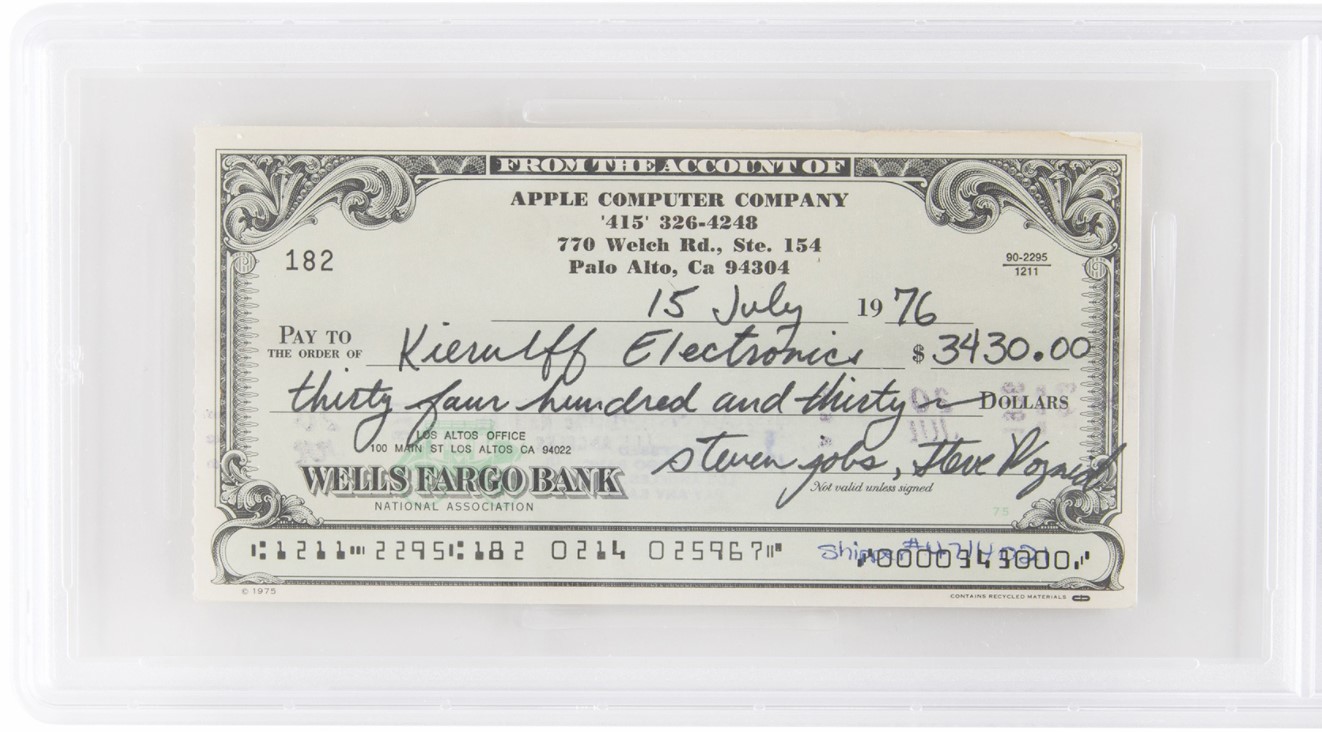 FROM THE ACCOUNT OF
APPLE COMPUTER COMPANY
'415' 326-4248
770 Welch Rd., Ste. 154
Palo Alto, Ca 94304
182
90-2295
1211
15 July 1976
PAY TO
THE ORDER OF Kierulff Electronics $3430.00
thirty four hundred and thirty DOLLARS
LOS ALTOS OFFICE
100 MAIN ST LOS ALTOS CA 94022
WELLS FARGO BANK
NATIONAL ASSOCIATION
steven jobs, Steve Wozniak
Not valid unless signed
75
⑆1211⑉2295⑆182 0214 025967⑈ ⑇0000343000⑇
© 1975
CONTAINS RECYCLED MATERIALS